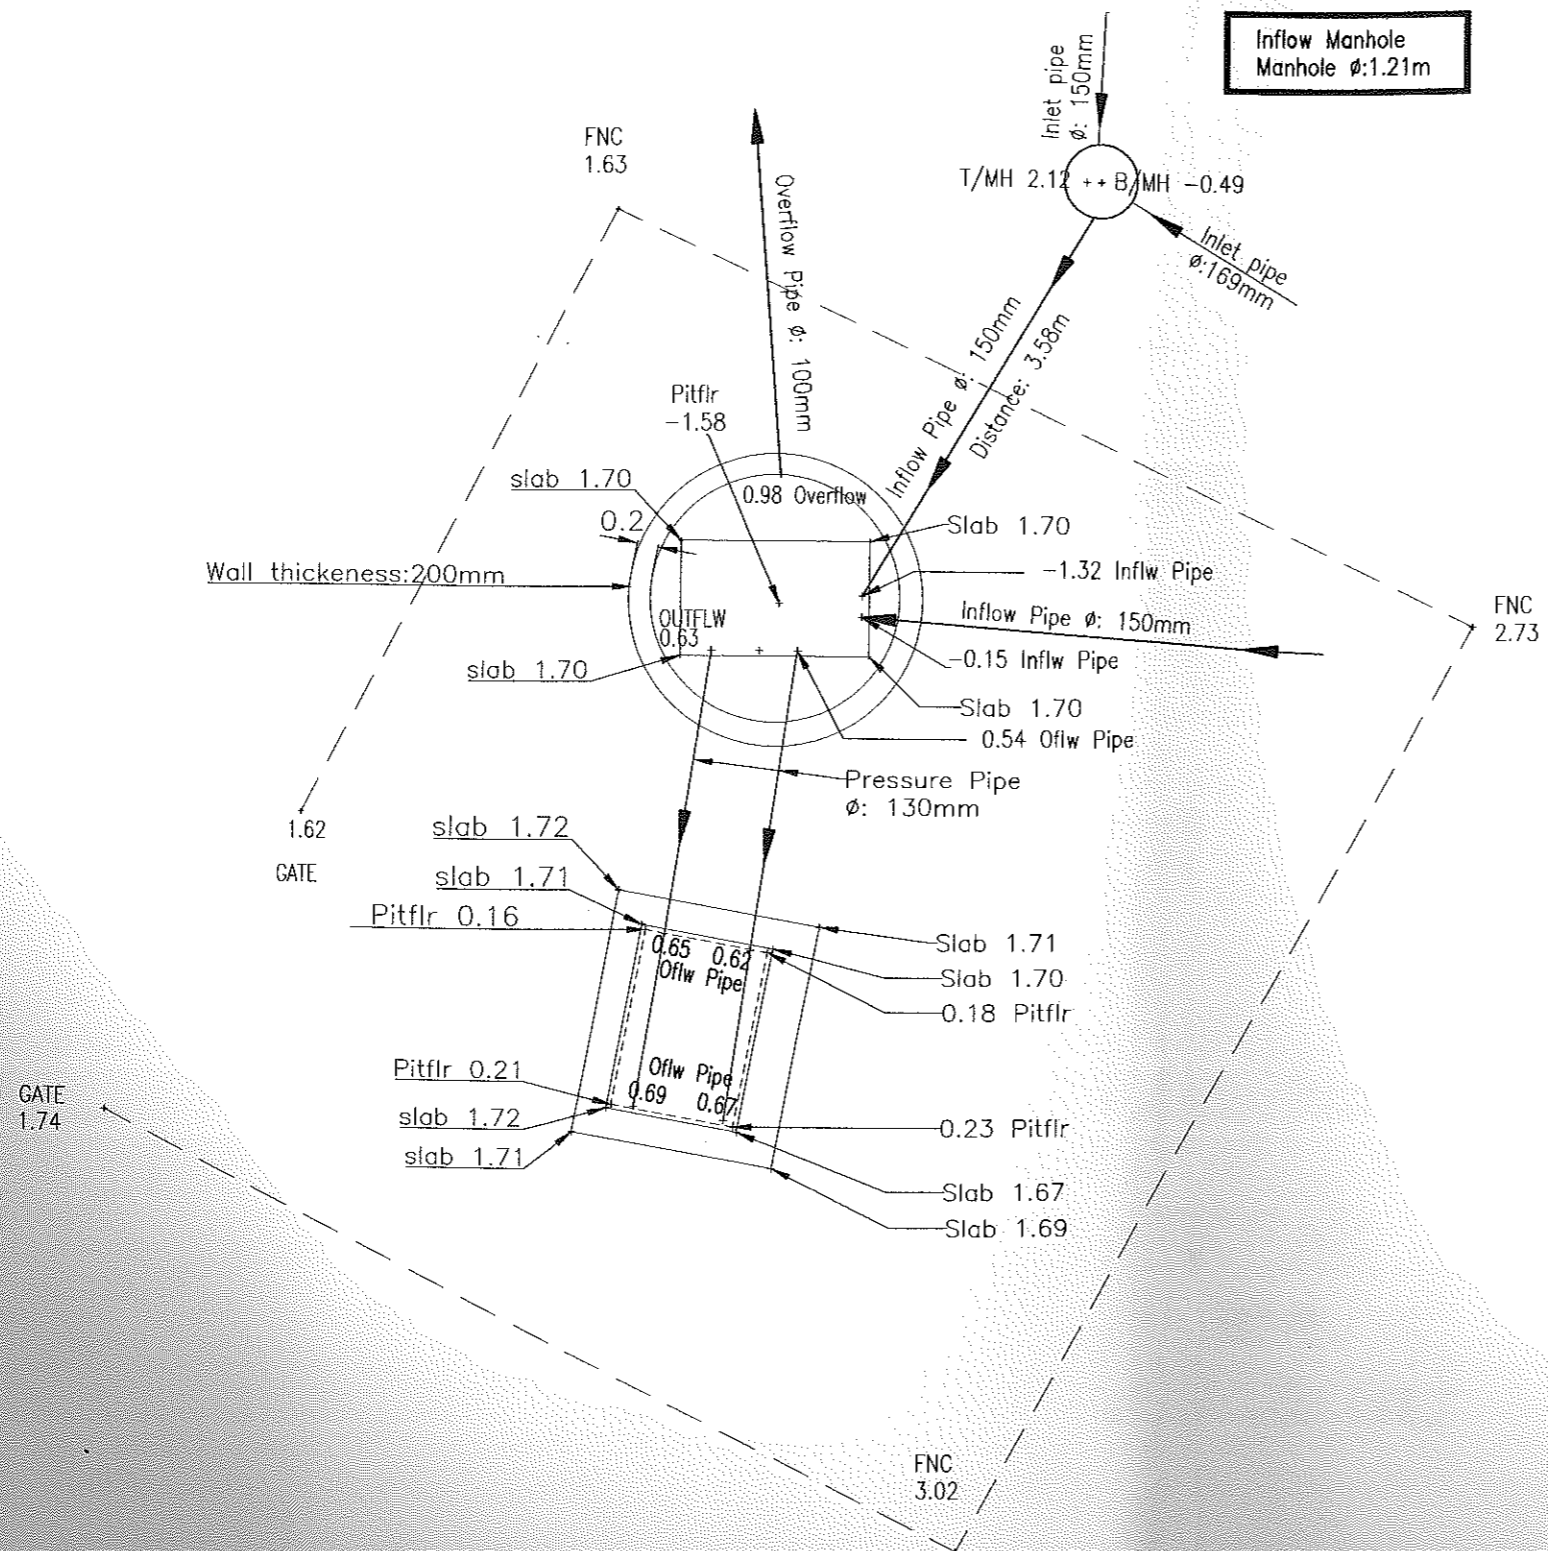 Inflow Manhole
Manhole ø:1.21m
Inlet pipe
ø: 150mm
FNC
1.63
T/MH 2.12
B/MH -0.49
Inlet pipe
ø:169mm
Overflow Pipe ø: 100mm
Inflow Pipe ø: 150mm
Distance: 3.58m
Pitflr
-1.58
slab 1.70
0.98 Overflow
0.2
Slab 1.70
Wall thickeness:200mm
-1.32 Inflw Pipe
Inflow Pipe ø: 150mm
FNC
2.73
OUTFLW
0.63
-0.15 Inflw Pipe
slab 1.70
Slab 1.70
0.54 Oflw Pipe
Pressure Pipe
ø: 130mm
1.62
GATE
slab 1.72
slab 1.71
Pitflr 0.16
Slab 1.71
0.65 0.62
Oflw Pipe
Slab 1.70
0.18 Pitflr
Pitflr 0.21
Oflw Pipe
0.69 0.67
GATE
1.74
slab 1.72
0.23 Pitflr
slab 1.71
Slab 1.67
Slab 1.69
FNC
3.02